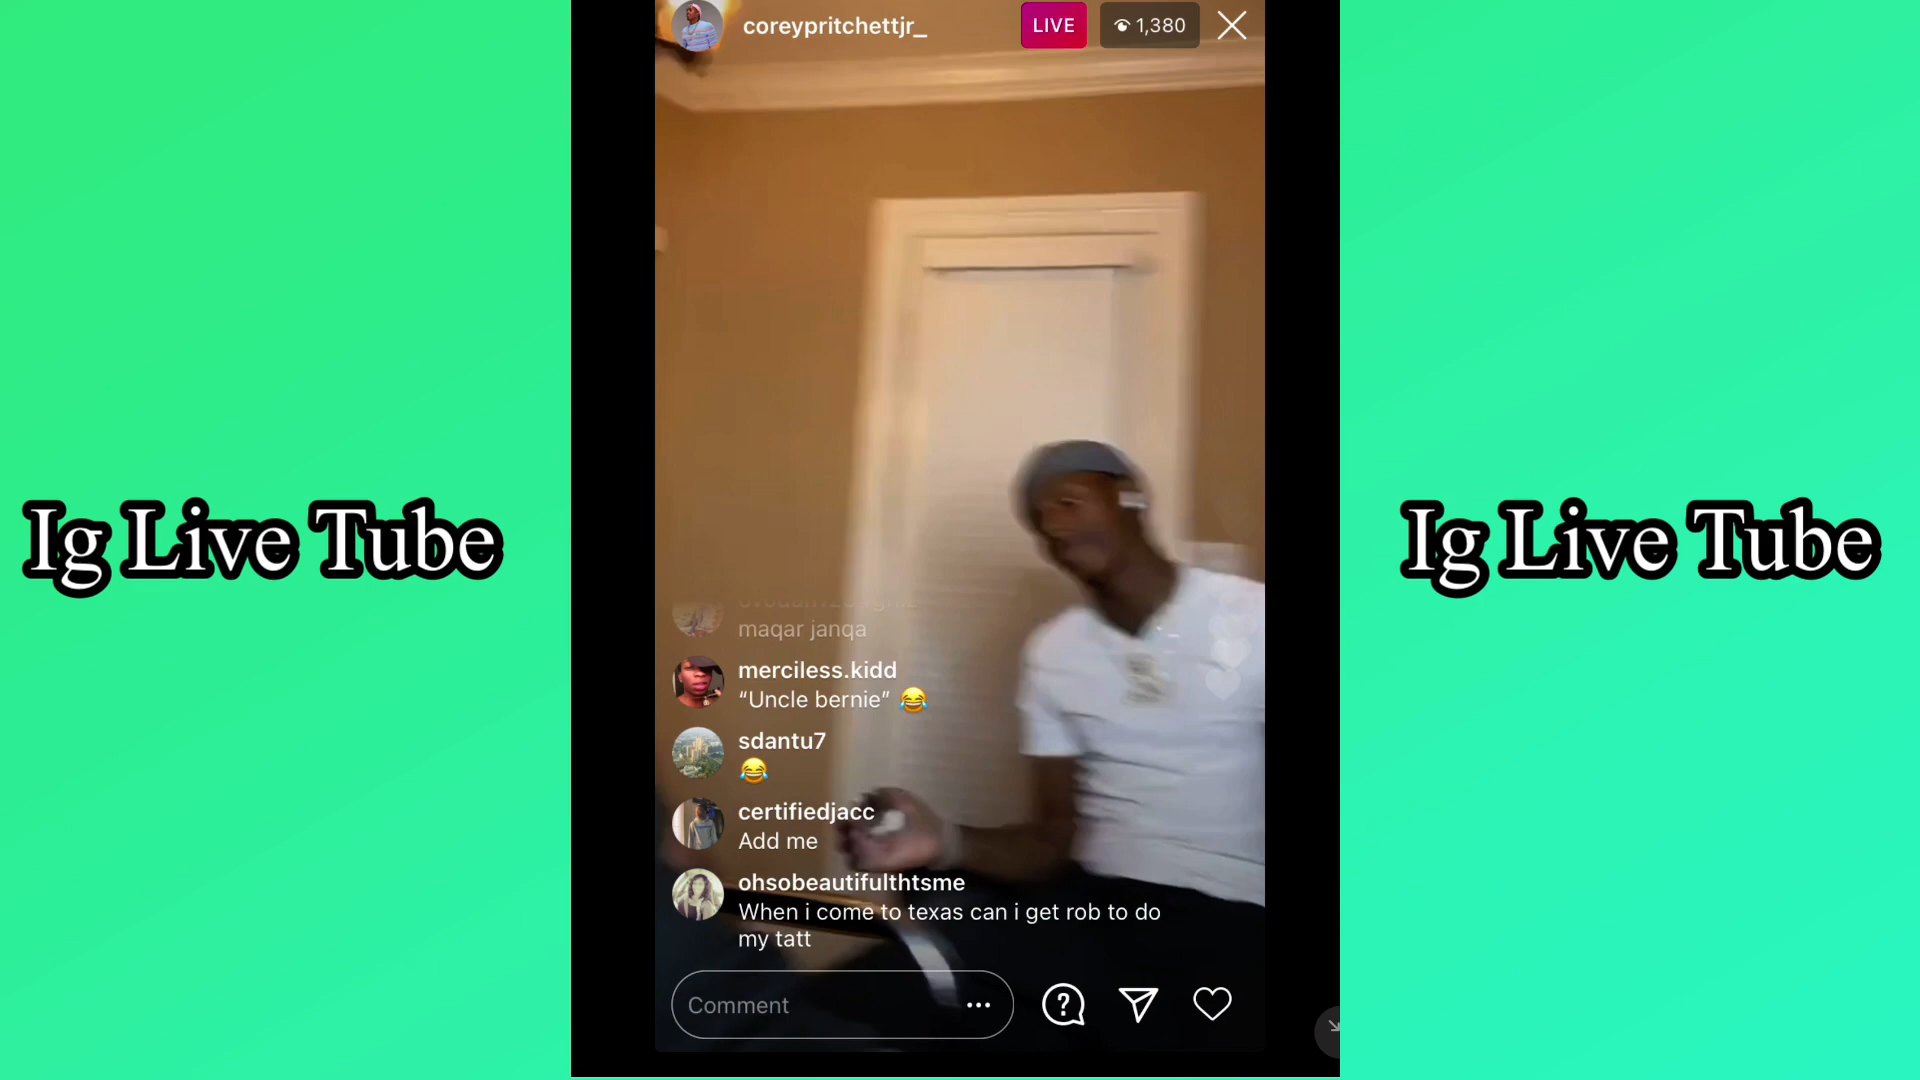 coreypritchettjr_
LIVE
1,380
Ig Live Tube
Ig Live Tube
maqar janqa
merciless.kidd
“Uncle bernie” 😂
sdantu7
😂
certifiedjacc
Add me
ohsobeautifulthtsme
When i come to texas can i get rob to do
my tatt
Comment